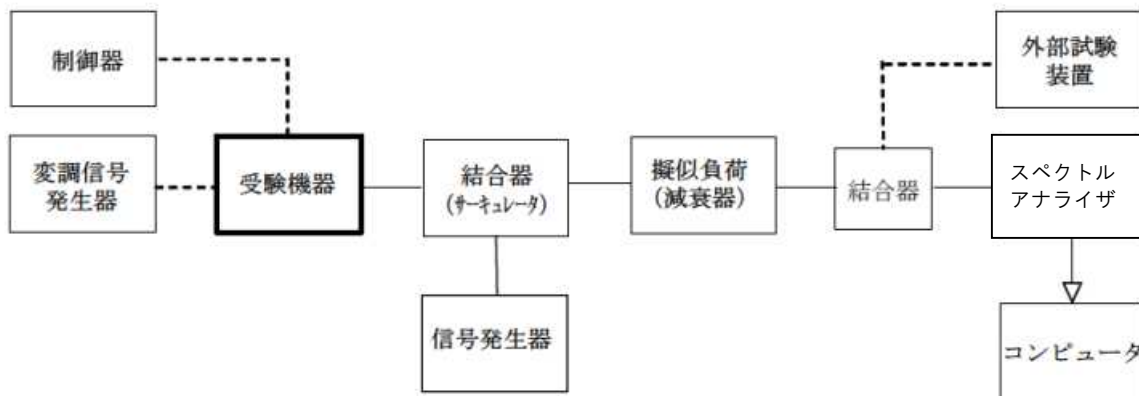 制御器
外部試験
装置
変調信号
発生器
受験機器
結合器
(サーキュレータ)
擬似負荷
(減衰器)
結合器
スペクトル
アナライザ
信号発生器
コンピュータ